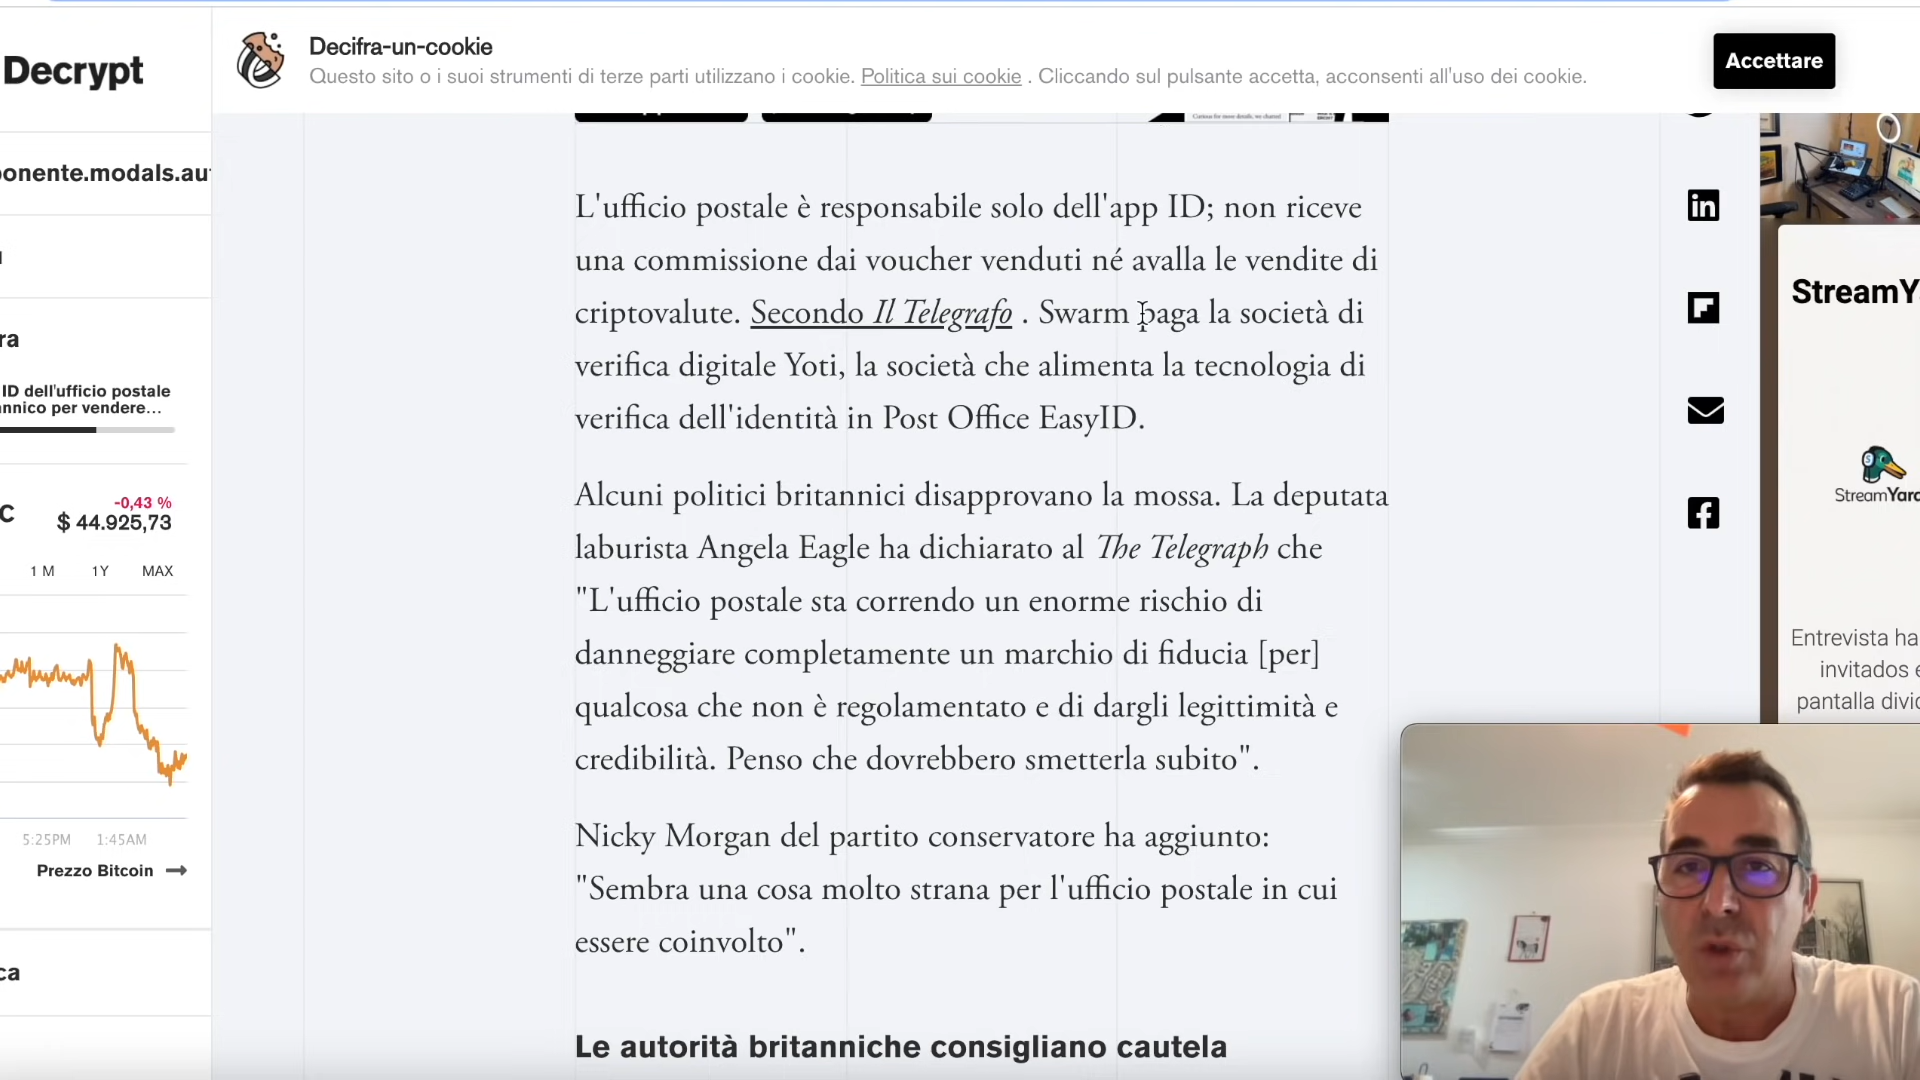 Decrypt
Decifra-un-cookie
Questo sito o i suoi strumenti di terze parti utilizzano i cookie. Politica sui cookie . Cliccando sul pulsante accetta, acconsenti all'uso dei cookie.
Accettare
ponente.modals.au
ra
ID dell'ufficio postale
annico per vendere...
-0,43 %
C
$ 44.925,73
1 M 1Y MAX
5:25PM 1:45AM
Prezzo Bitcoin →
ca
L'ufficio postale è responsabile solo dell'app ID; non riceve
una commissione dai voucher venduti né avalla le vendite di
criptovalute. Secondo Il Telegrafo . Swarm paga la società di
verifica digitale Yoti, la società che alimenta la tecnologia di
verifica dell'identità in Post Office EasyID.
Alcuni politici britannici disapprovano la mossa. La deputata
laburista Angela Eagle ha dichiarato al The Telegraph che
"L'ufficio postale sta correndo un enorme rischio di
danneggiare completamente un marchio di fiducia [per]
qualcosa che non è regolamentato e di dargli legittimità e
credibilità. Penso che dovrebbero smetterla subito".
Nicky Morgan del partito conservatore ha aggiunto:
"Sembra una cosa molto strana per l'ufficio postale in cui
essere coinvolto".
Le autorità britanniche consigliano cautela
StreamY
StreamYard
Entrevista ha
invitados e
pantalla divid